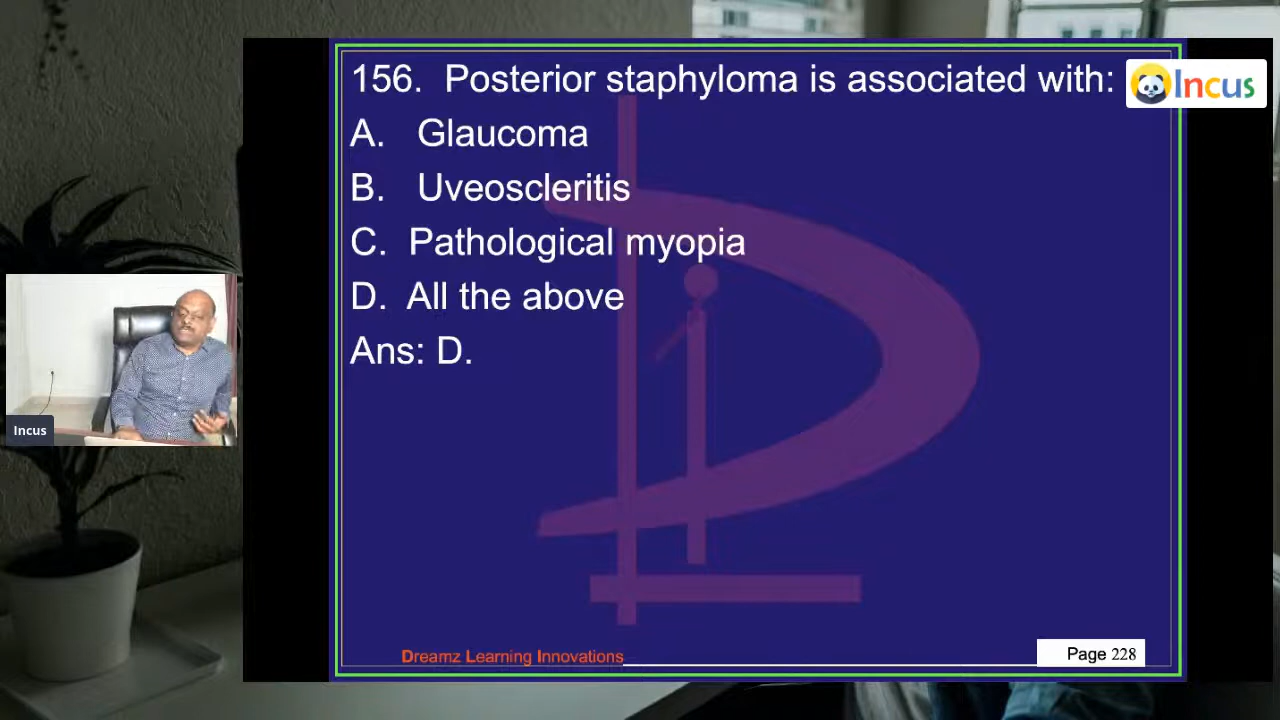 156. Posterior staphyloma is associated with:
Incus
A. Glaucoma
B. Uveoscleritis
C. Pathological myopia
D. All the above
Ans: D.
Incus
Dreamz Learning Innovations
Page 228